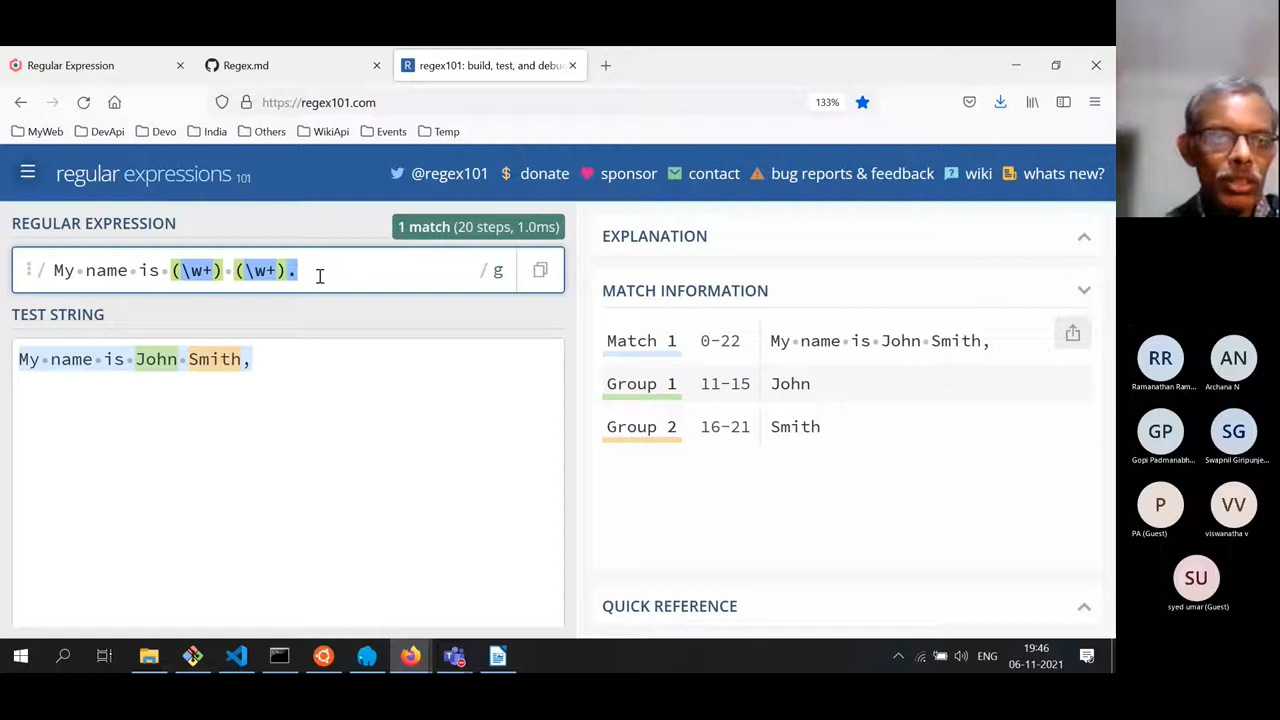 Regular Expression
Regex.md
regex101: build, test, and debu
https://regex101.com
133%
MyWeb DevApi Devo India Others WikiApi Events Temp
regular expressions 101
@regex101 donate sponsor contact bug reports & feedback wiki whats new?
REGULAR EXPRESSION
1 match (20 steps, 1.0ms)
/ My·name·is·(\w+)·(\w+). / g
TEST STRING
My·name·is·John·Smith,
EXPLANATION
MATCH INFORMATION
Match 1 0-22 My·name·is·John·Smith,
Group 1 11-15 John
Group 2 16-21 Smith
QUICK REFERENCE
RR
Ramanathan Ram...
AN
Archana N
GP
Gopi Padmanabh...
SG
Swapnil Giripunje...
P
PA (Guest)
VV
viswanatha v
SU
syed umar (Guest)
ENG
19:46
06-11-2021